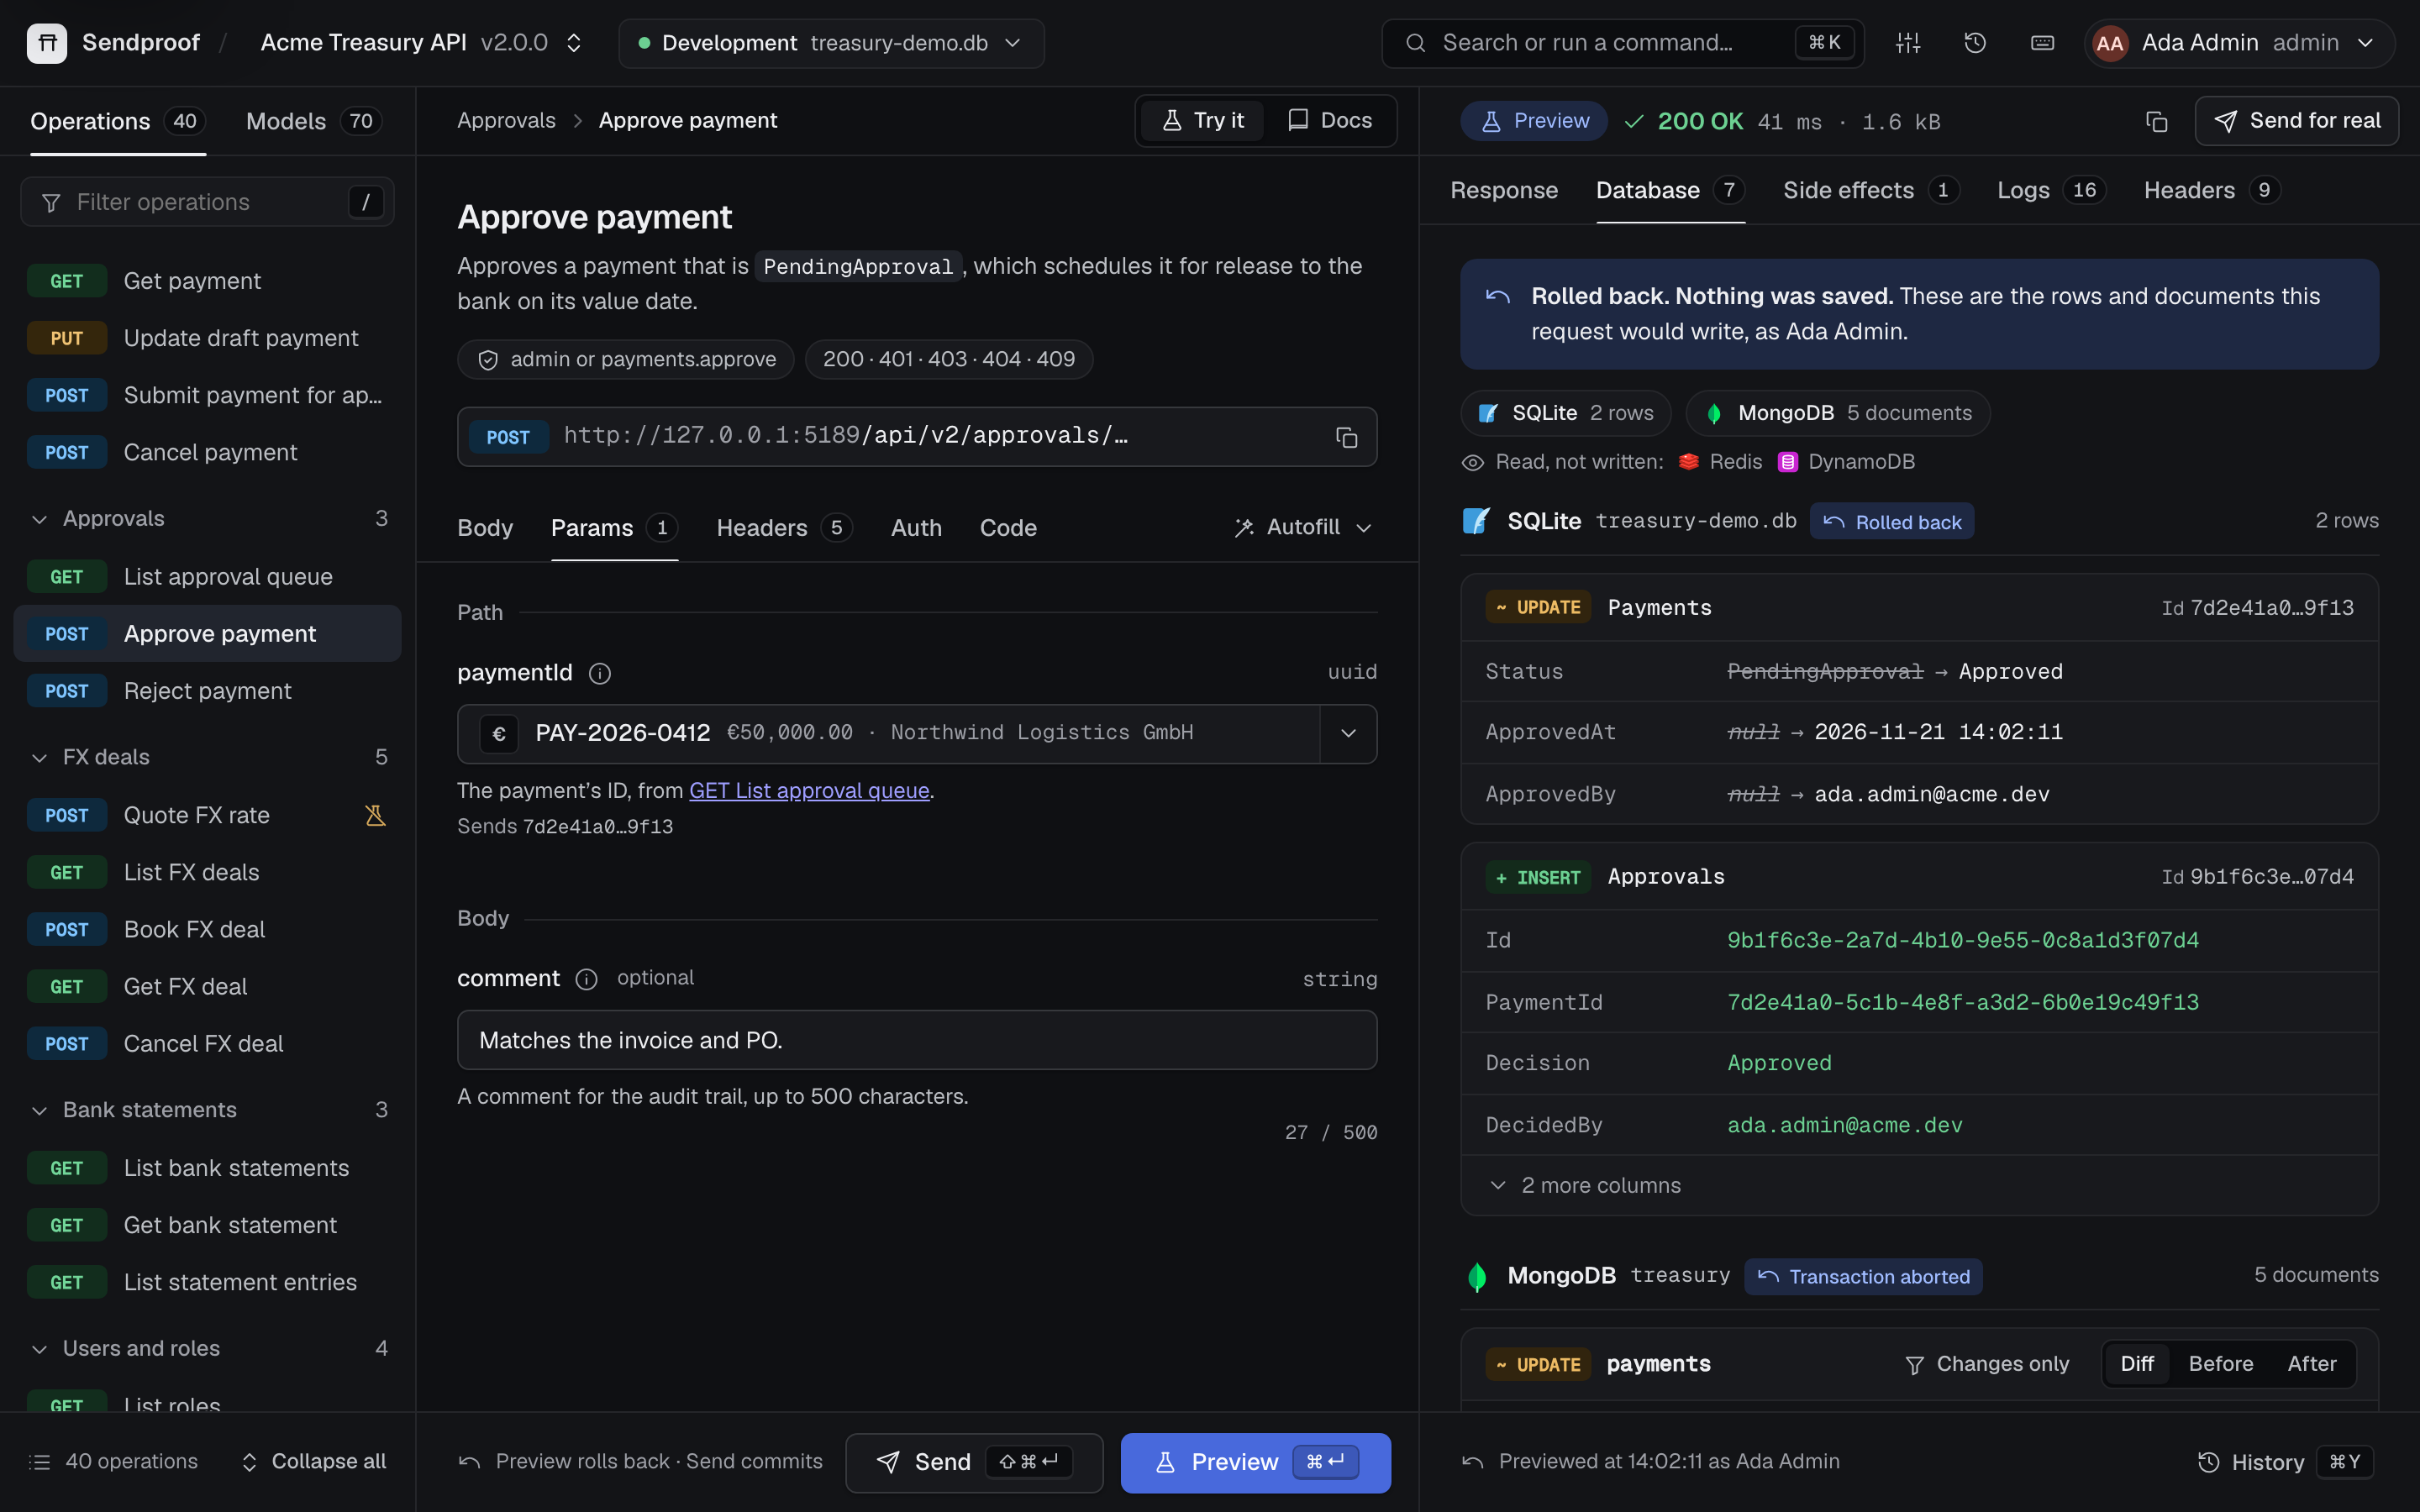 Sendproof / Acme Treasury API v2.0.0
Development treasury-demo.db
Search or run a command... ⌘K
AA Ada Admin admin
Operations 40 Models 70
Filter operations /
GET Get payment
PUT Update draft payment
POST Submit payment for ap...
POST Cancel payment
Approvals 3
GET List approval queue
POST Approve payment
POST Reject payment
FX deals 5
POST Quote FX rate
GET List FX deals
POST Book FX deal
GET Get FX deal
POST Cancel FX deal
Bank statements 3
GET List bank statements
GET Get bank statement
GET List statement entries
Users and roles 4
GET List roles
40 operations Collapse all
Approvals > Approve payment
Try it Docs
Approve payment
Approves a payment that is PendingApproval, which schedules it for release to the
bank on its value date.
admin or payments.approve 200 · 401 · 403 · 404 · 409
POST http://127.0.0.1:5189/api/v2/approvals/…
Body Params 1 Headers 5 Auth Code Autofill
Path
paymentId uuid
€ PAY-2026-0412 €50,000.00 · Northwind Logistics GmbH
The payment’s ID, from GET List approval queue.
Sends 7d2e41a0…9f13
Body
comment optional string
Matches the invoice and PO.
A comment for the audit trail, up to 500 characters.
27 / 500
Preview rolls back · Send commits
Send ⇧⌘↵
Preview ⌘↵
Preview 200 OK 41 ms · 1.6 kB
Send for real
Response Database 7 Side effects 1 Logs 16 Headers 9
Rolled back. Nothing was saved. These are the rows and documents this
request would write, as Ada Admin.
SQLite 2 rows MongoDB 5 documents
Read, not written: Redis DynamoDB
SQLite treasury-demo.db Rolled back 2 rows
~ UPDATE Payments Id 7d2e41a0…9f13
Status PendingApproval → Approved
ApprovedAt null → 2026-11-21 14:02:11
ApprovedBy null → ada.admin@acme.dev
+ INSERT Approvals Id 9b1f6c3e…07d4
Id 9b1f6c3e-2a7d-4b10-9e55-0c8a1d3f07d4
PaymentId 7d2e41a0-5c1b-4e8f-a3d2-6b0e19c49f13
Decision Approved
DecidedBy ada.admin@acme.dev
2 more columns
MongoDB treasury Transaction aborted 5 documents
~ UPDATE payments Changes only Diff Before After
Previewed at 14:02:11 as Ada Admin
History ⌘Y